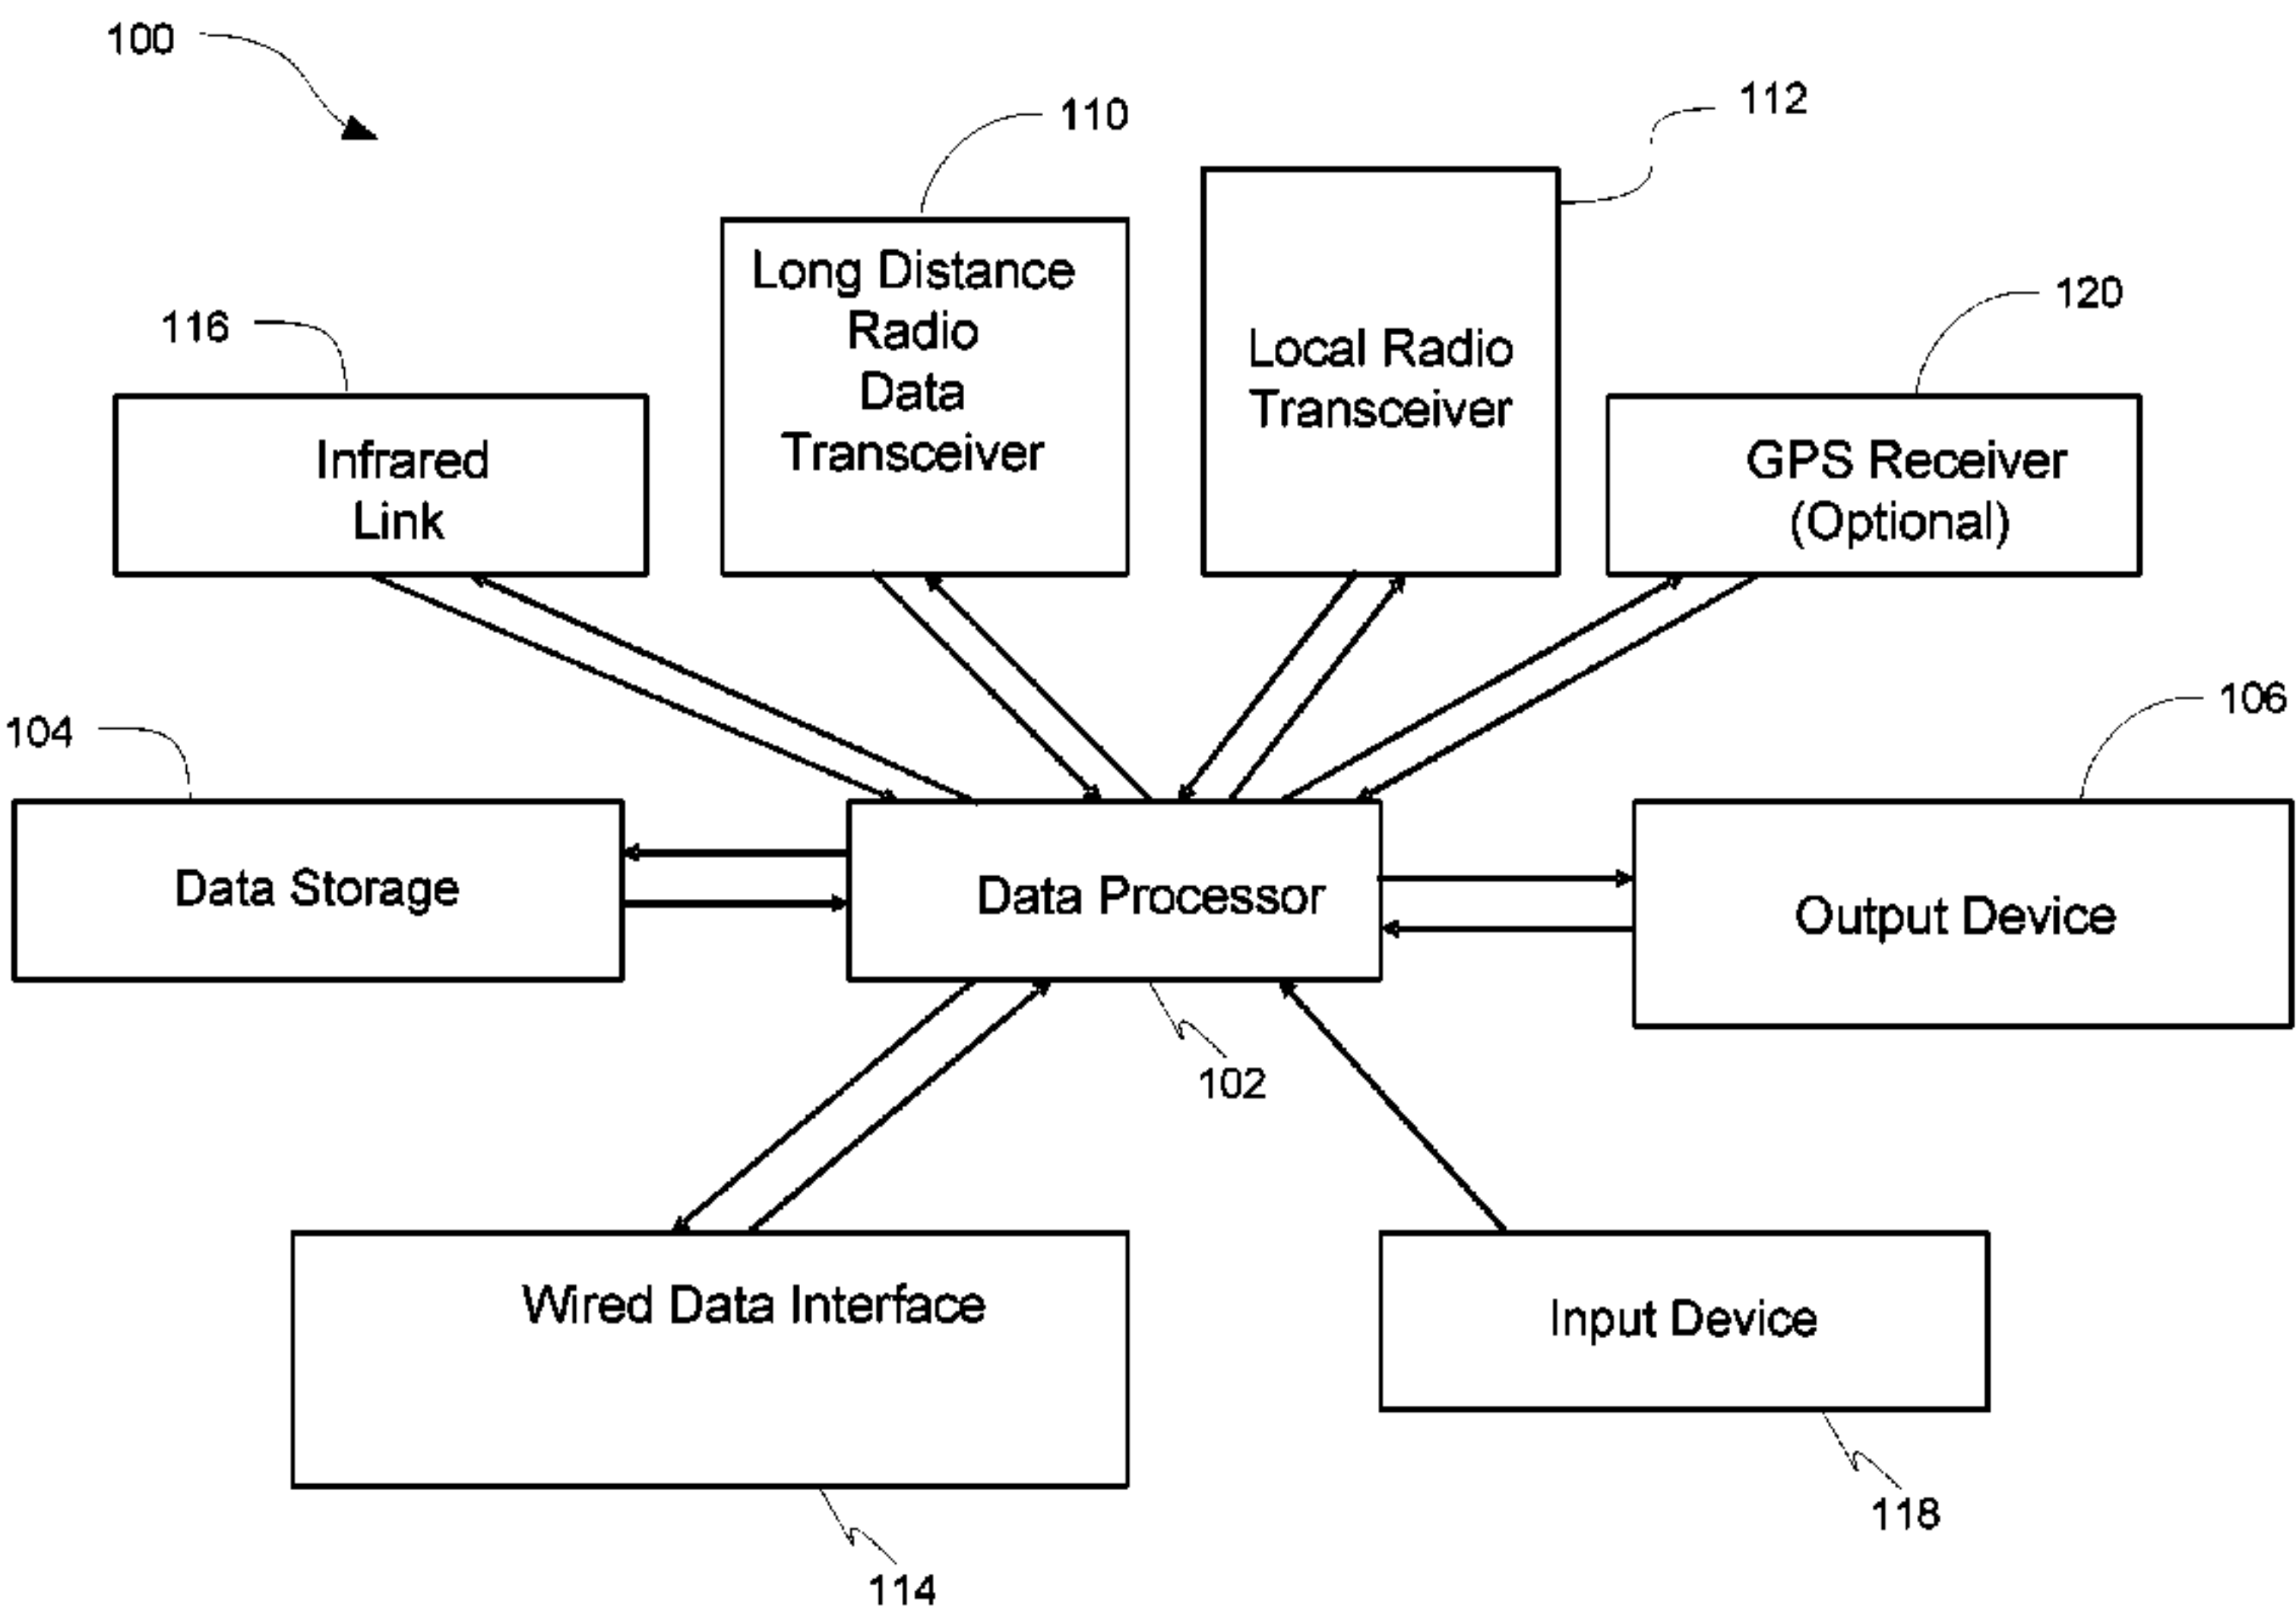 100
110
112
Long Distance
Radio
Data
Transceiver
Local Radio
Transceiver
116
120
Infrared
Link
GPS Receiver
(Optional)
104
106
Data Storage
Data Processor
Output Device
102
Wired Data Interface
Input Device
118
114